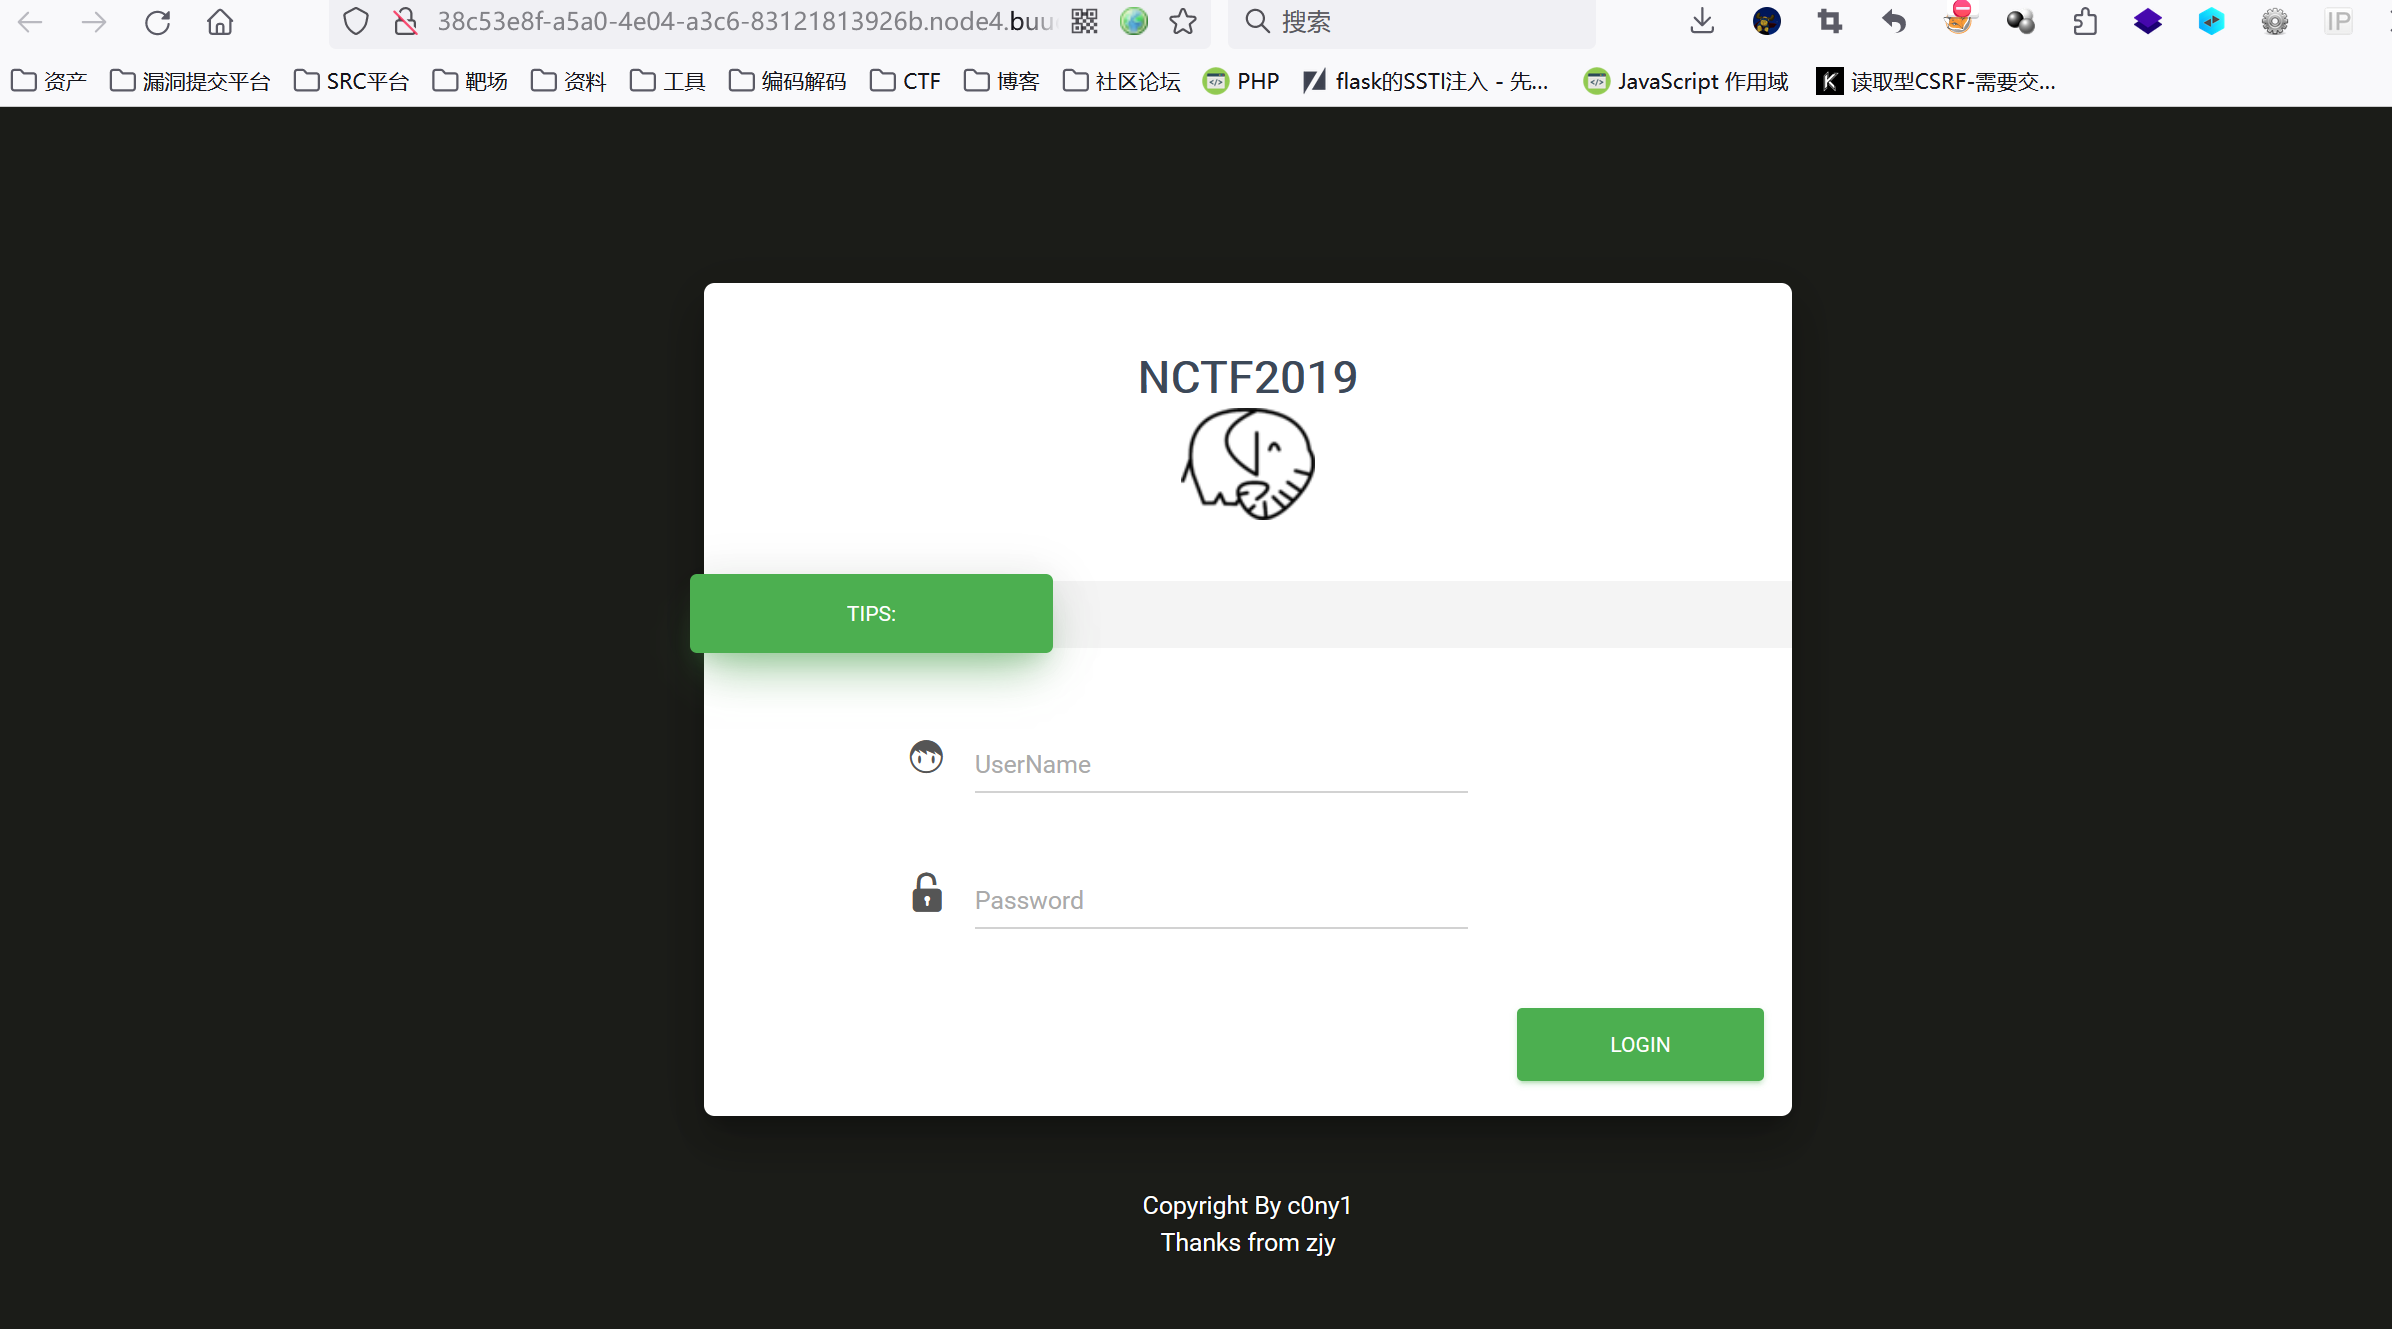 38c53e8f-a5a0-4e04-a3c6-83121813926b.node4.buu
搜索
IP
资产 漏洞提交平台 SRC平台 靶场 资料 工具 编码解码 CTF 博客 社区论坛 PHP flask的SSTI注入 - 先... JavaScript 作用域 读取型CSRF-需要交...
NCTF2019
TIPS:
UserName
Password
LOGIN
Copyright By c0ny1
Thanks from zjy